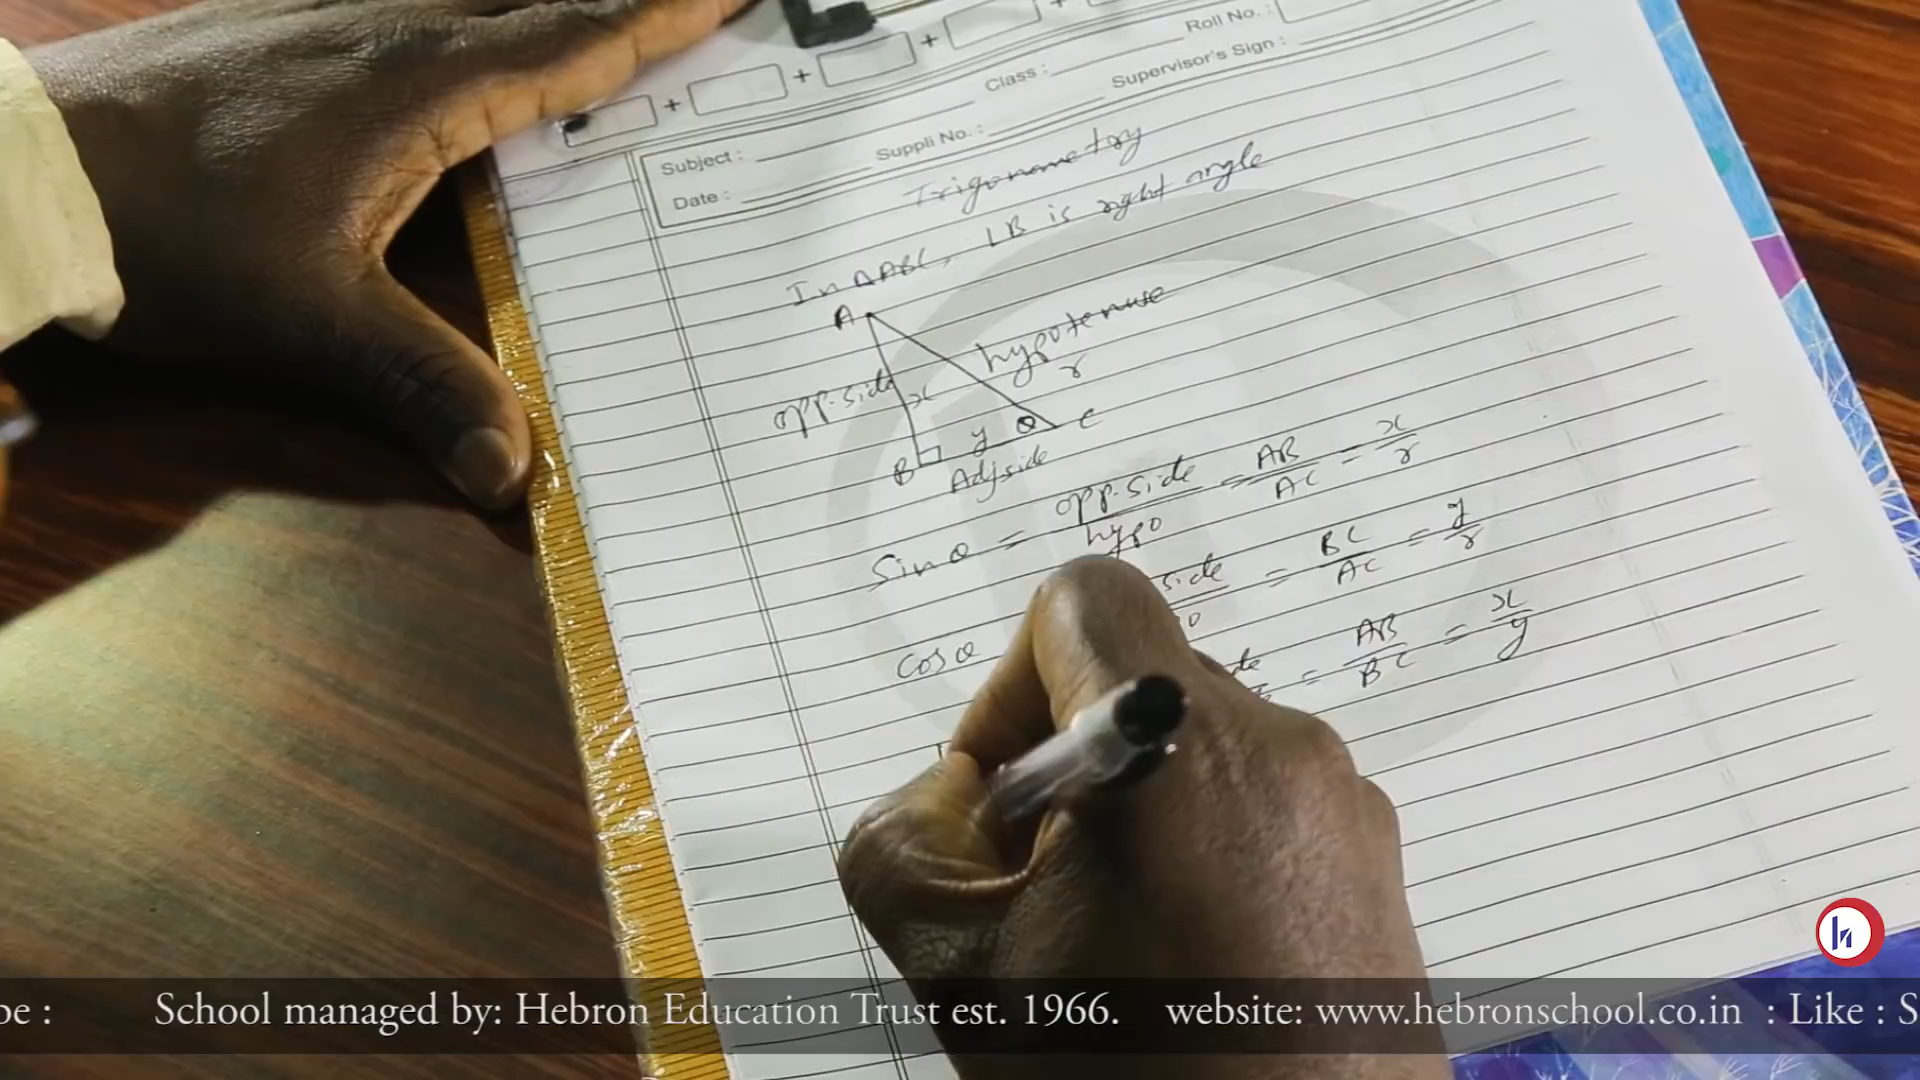 + + + +
Class : Roll No. :
Subject : Supervisor's Sign :
Date : Suppli No. :
Trigonometry
In ΔABC, ∟B is right angle
A
hypotenuse
opp.side x r
y θ C
B Adj.side
Sin θ = opp.side/hypo = AB/AC = x/r
Cos θ side = BC/AC = y/r
= AB/BC = x/y
School managed by: Hebron Education Trust est. 1966. website: www.hebronschool.co.in : Like : S